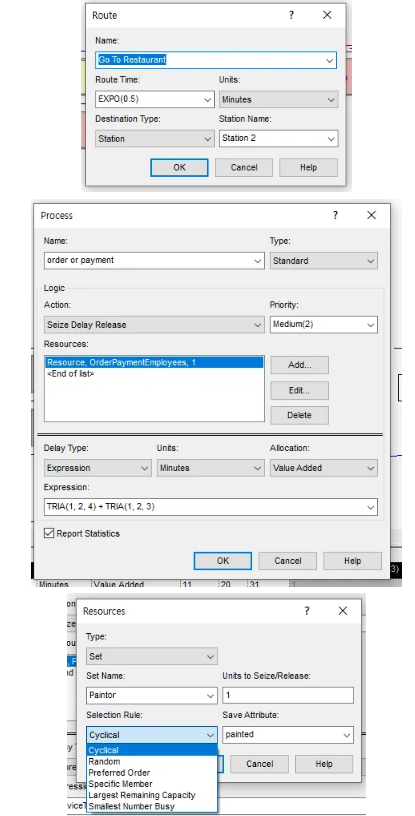 Route
? X
Name:
Go To Restaurant
Route Time: Units:
EXPO(0.5) Minutes
Destination Type: Station Name:
Station Station 2
OK Cancel Help
Process
? X
Name: Type:
order or payment Standard
Logic
Action: Priority:
Seize Delay Release Medium(2)
Resources:
Resource, OrderPaymentEmployees, 1
<End of list>
Add...
Edit...
Delete
Delay Type: Units: Allocation:
Expression Minutes Value Added
Expression:
TRIA(1, 2, 4) + TRIA(1, 2, 3)
Report Statistics
OK Cancel Help
3)
Minutes Value Added 11 20 31
Resources
? X
Type:
Set
Set Name: Units to Seize/Release:
Paintor 1
Selection Rule: Save Attribute:
Cyclical painted
Cyclical
Random
Preferred Order
Specific Member
Largest Remaining Capacity
Smallest Number Busy
Cancel Help